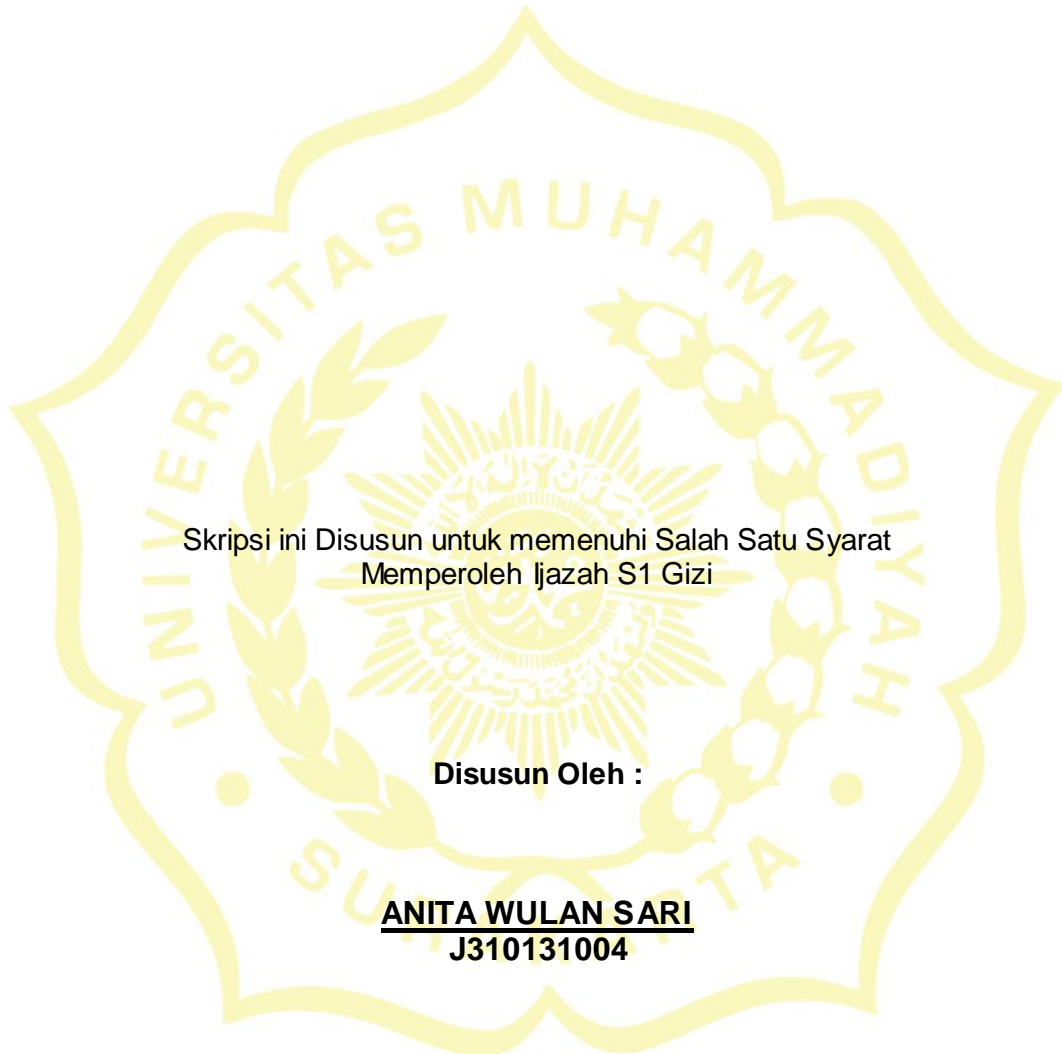 UNIVERSITAS MUHAMMADIYAH
Skripsi ini Disusun untuk memenuhi Salah Satu Syarat
Memperoleh Ijazah S1 Gizi
Disusun Oleh :
ANITA WULAN SARI
J310131004